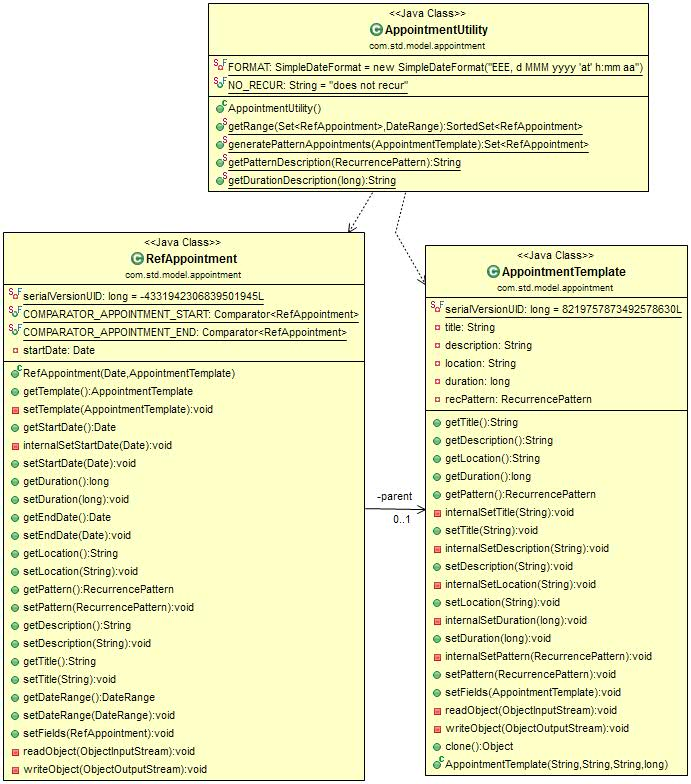 <<Java Class>>
AppointmentUtility
com.std.model.appointment
FORMAT: SimpleDateFormat = new SimpleDateFormat("EEE, d MMM yyyy 'at' h:mm aa")
NO_RECUR: String = "does not recur"
AppointmentUtility()
getRange(Set<RefAppointment>,DateRange):SortedSet<RefAppointment>
generatePatternAppointments(AppointmentTemplate):Set<RefAppointment>
getPatternDescription(RecurrencePattern):String
getDurationDescription(long):String
<<Java Class>>
RefAppointment
com.std.model.appointment
serialVersionUID: long = -4331942306839501945L
COMPARATOR_APPOINTMENT_START: Comparator<RefAppointment>
COMPARATOR_APPOINTMENT_END: Comparator<RefAppointment>
startDate: Date
RefAppointment(Date,AppointmentTemplate)
getTemplate():AppointmentTemplate
setTemplate(AppointmentTemplate):void
getStartDate():Date
internalSetStartDate(Date):void
setStartDate(Date):void
getDuration():long
setDuration(long):void
getEndDate():Date
setEndDate(Date):void
getLocation():String
setLocation(String):void
getPattern():RecurrencePattern
setPattern(RecurrencePattern):void
getDescription():String
setDescription(String):void
getTitle():String
setTitle(String):void
getDateRange():DateRange
setDateRange(DateRange):void
setFields(RefAppointment):void
readObject(ObjectInputStream):void
writeObject(ObjectOutputStream):void
-parent
0..1
<<Java Class>>
AppointmentTemplate
com.std.model.appointment
serialVersionUID: long = 8219757873492578630L
title: String
description: String
location: String
duration: long
recPattern: RecurrencePattern
getTitle():String
getDescription():String
getLocation():String
getDuration():long
getPattern():RecurrencePattern
internalSetTitle(String):void
setTitle(String):void
internalSetDescription(String):void
setDescription(String):void
internalSetLocation(String):void
setLocation(String):void
internalSetDuration(long):void
setDuration(long):void
internalSetPattern(RecurrencePattern):void
setPattern(RecurrencePattern):void
setFields(AppointmentTemplate):void
readObject(ObjectInputStream):void
writeObject(ObjectOutputStream):void
clone():Object
AppointmentTemplate(String,String,String,long)